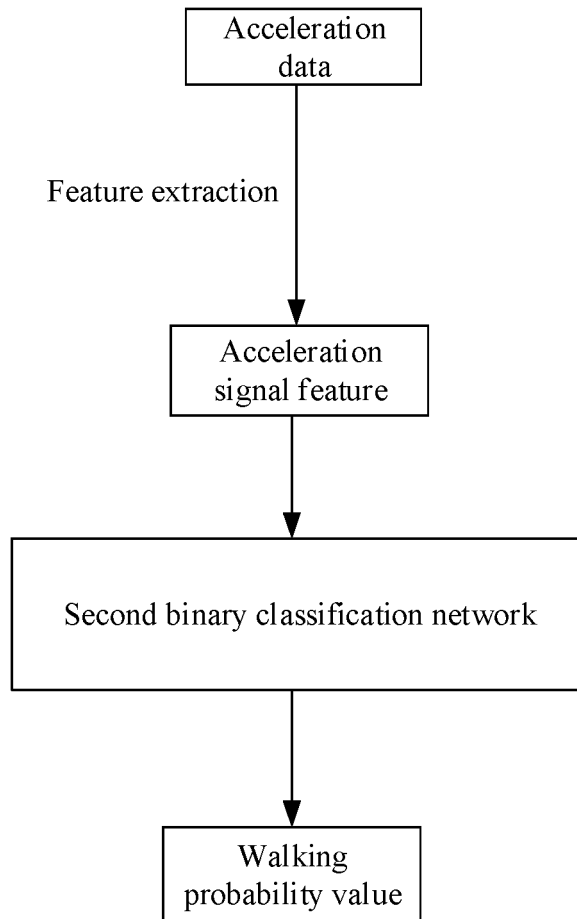 Acceleration
data
Feature extraction
Acceleration
signal feature
Second binary classification network
Walking
probability value